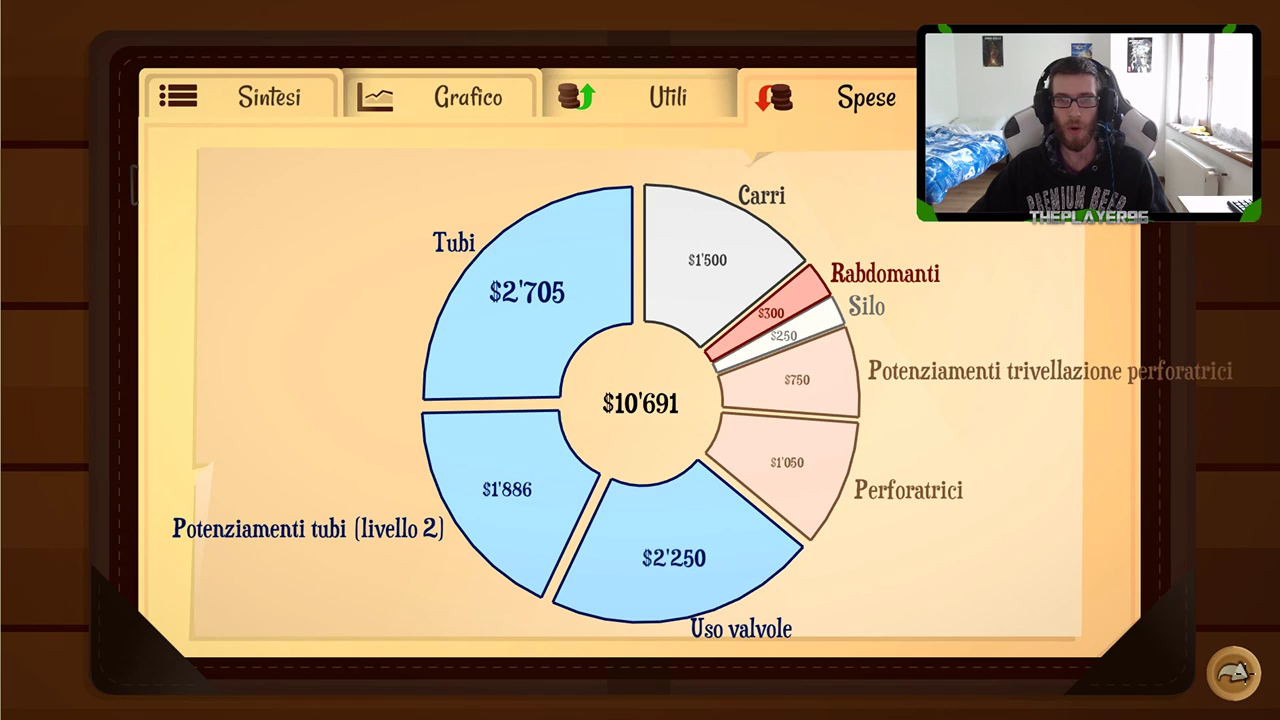 Sintesi
Grafico
Utili
Spese
PREMIUM BEER
THEPLAYER96
Carri
$1'500
Tubi
$2'705
Rabdomanti
$300
Silo
$250
Potenziamenti trivellazione perforatrici
$750
$10'691
$1'050
Perforatrici
$1'886
Potenziamenti tubi (livello 2)
$2'250
Uso valvole